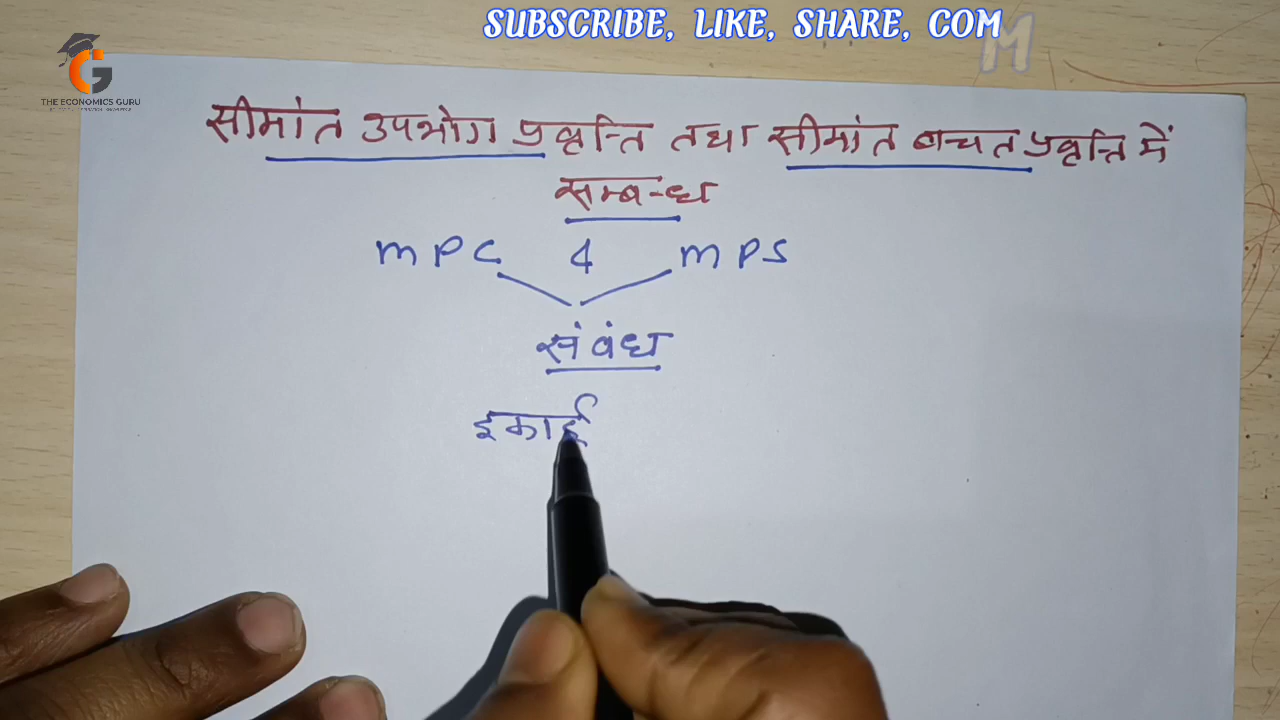 SUBSCRIBE, LIKE, SHARE, COM
M
THE ECONOMICS GURU
सीमांत उपभोग प्रवृत्ति तथा सीमांत बचत प्रवृत्ति में
सम्बन्ध
MPC 4 MPS
संबंध
इकाई